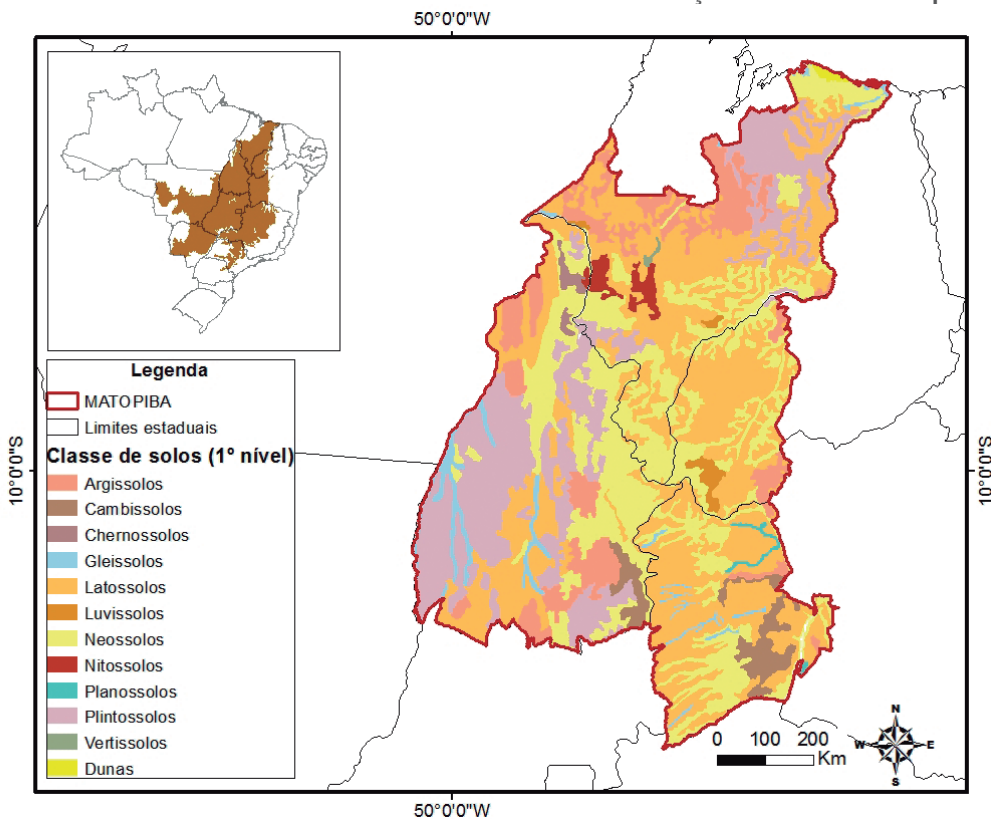 50°0'0"W
10°0'0"S
10°0'0"S
Legenda
MATOPIBA
Limites estaduais
Classe de solos (1º nível)
Argissolos
Cambissolos
Chernossolos
Gleissolos
Latossolos
Luvissolos
Neossolos
Nitossolos
Planossolos
Plintossolos
Vertissolos
Dunas
N
W E
S
0 100 200
Km
50°0'0"W